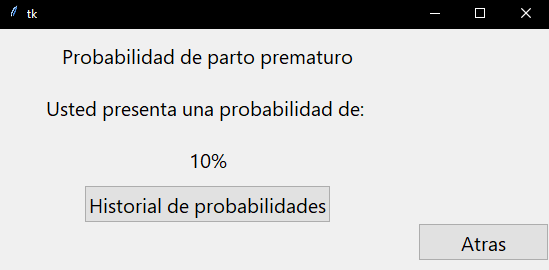 tk
Probabilidad de parto prematuro
Usted presenta una probabilidad de:
10%
Historial de probabilidades
Atras